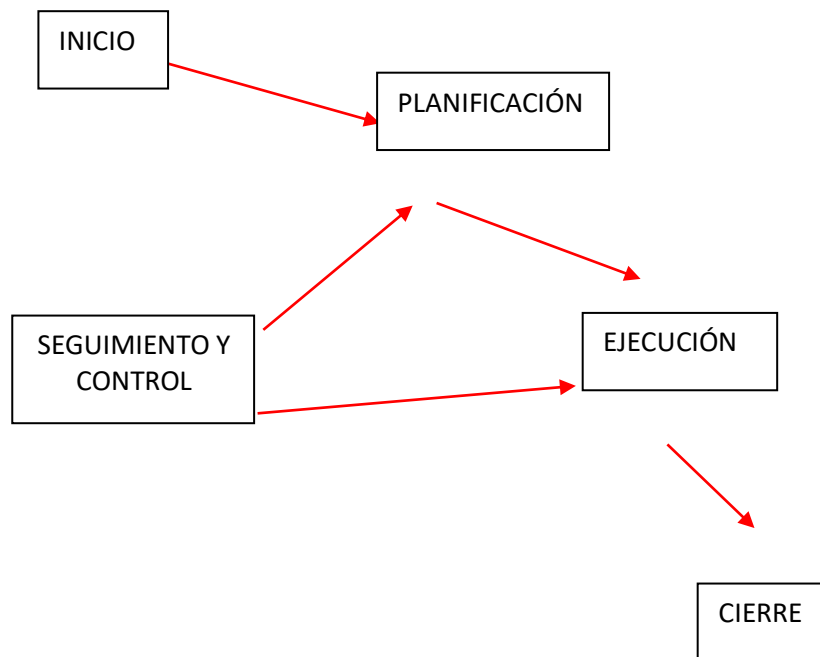 INICIO
PLANIFICACIÓN
SEGUIMIENTO Y
CONTROL
EJECUCIÓN
CIERRE